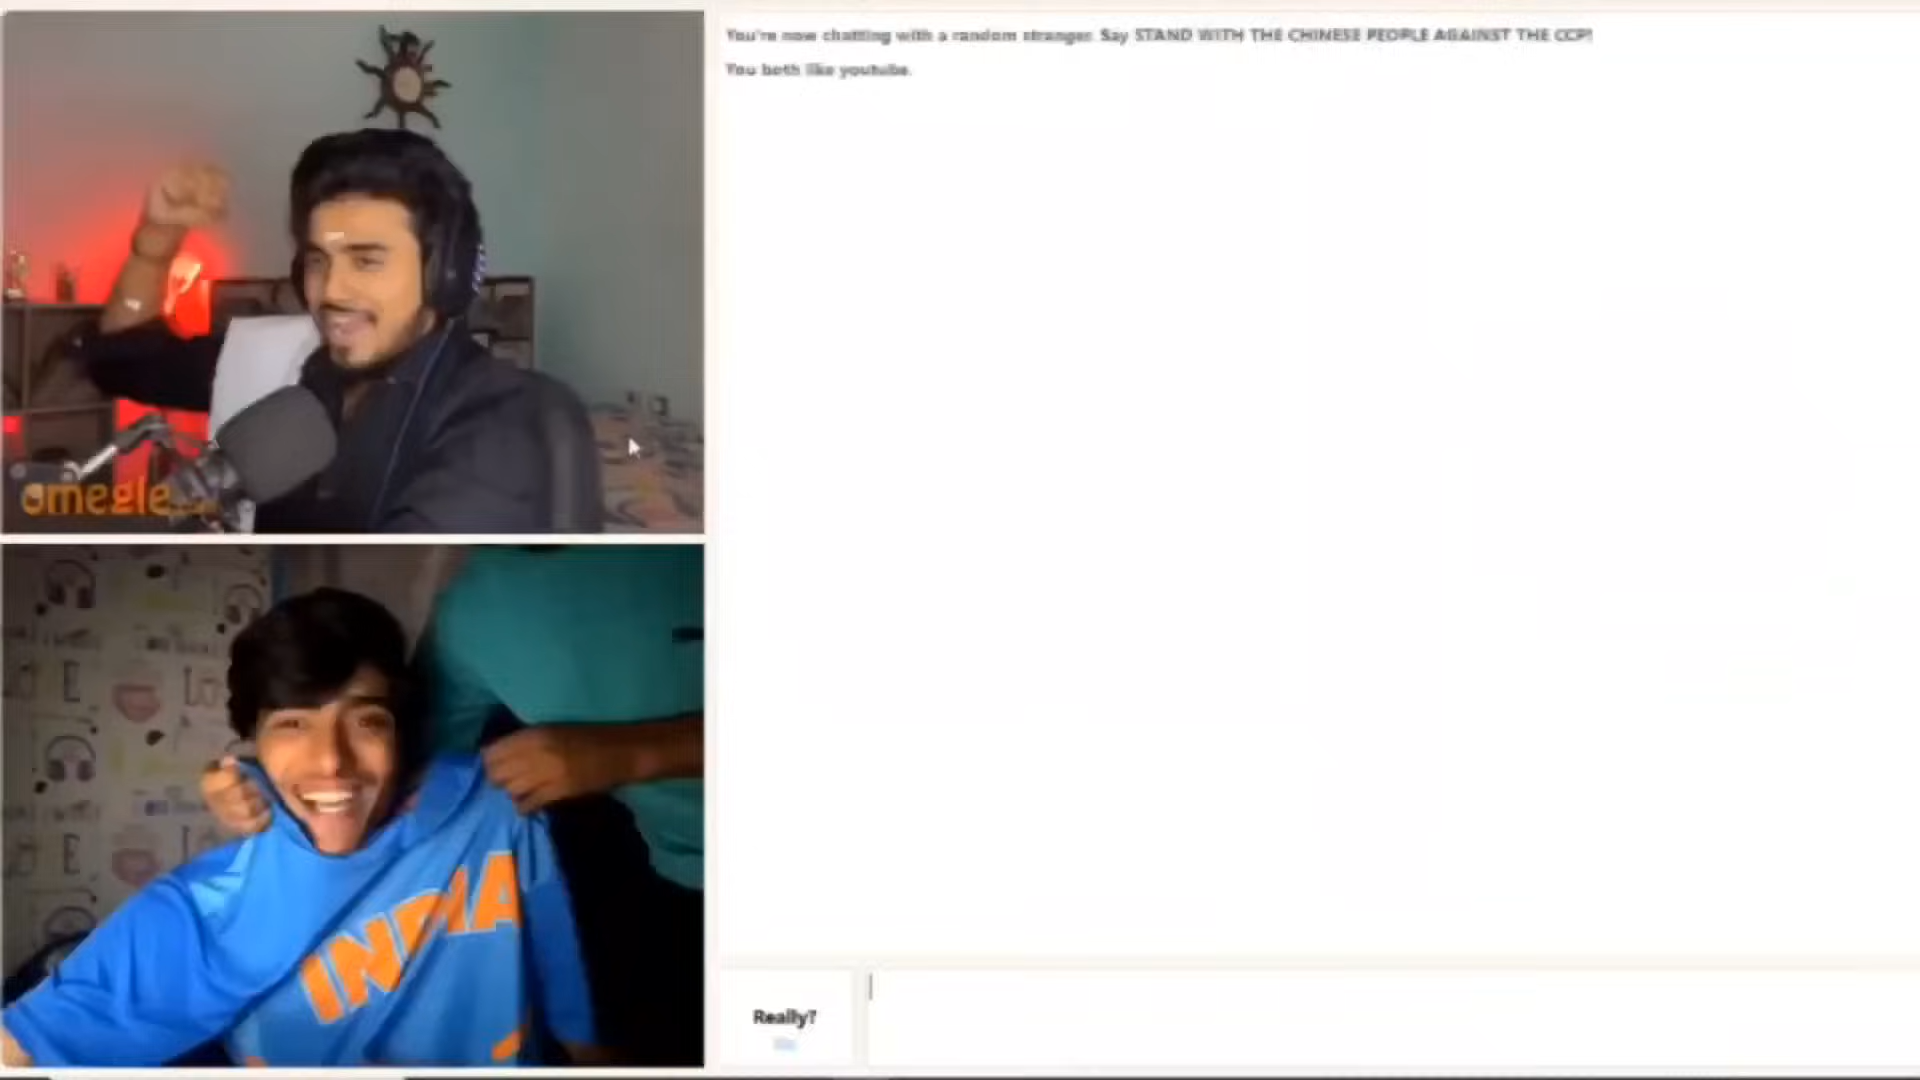 You're now chatting with a random stranger. Say STAND WITH THE CHINESE PEOPLE AGAINST THE CCP!
You both like youtube.
omegle
INDIA
Really?